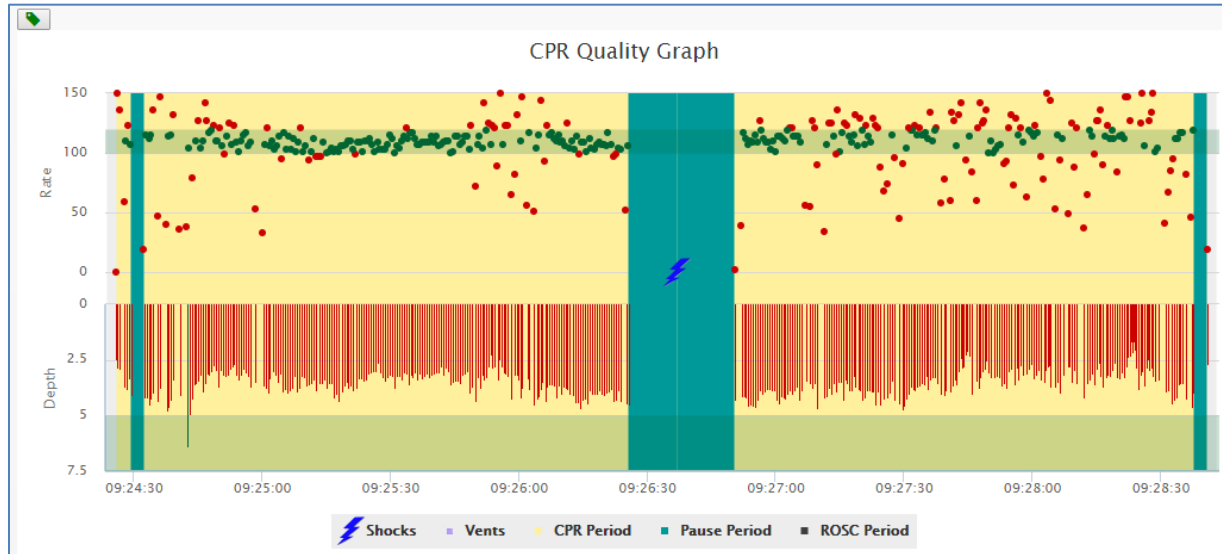 CPR Quality Graph
150
100
50
0
Rate
0
2.5
5
7.5
Depth
09:24:30 09:25:00 09:25:30 09:26:00 09:26:30 09:27:00 09:27:30 09:28:00 09:28:30
Shocks Vents CPR Period Pause Period ROSC Period